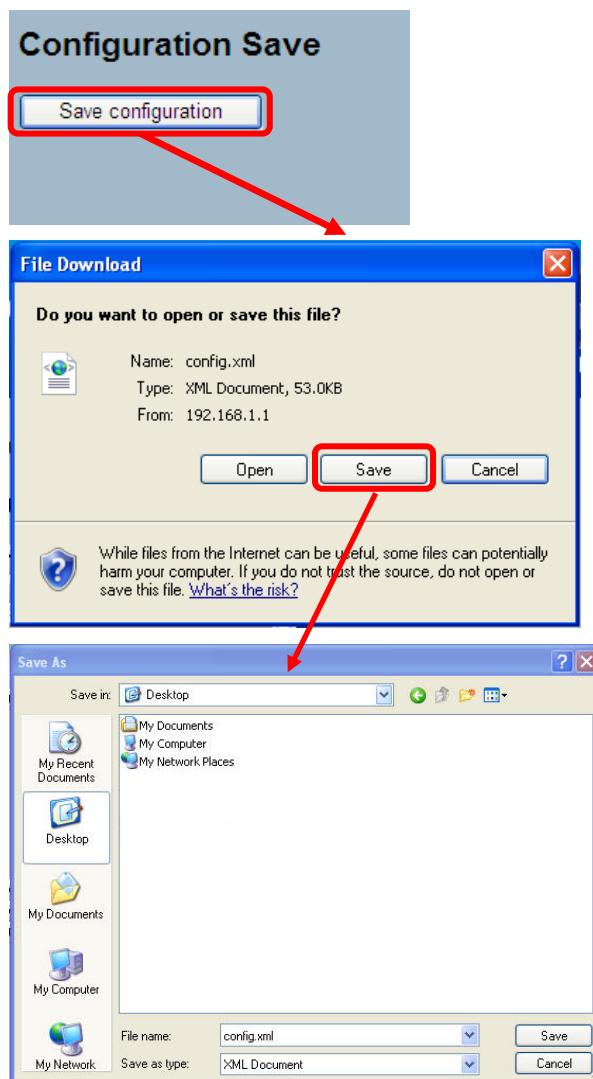 Configuration Save
Save configuration
File Download
Do you want to open or save this file?
Name: config.xml
Type: XML Document, 53.0KB
From: 192.168.1.1
Open Save Cancel
While files from the Internet can be useful, some files can potentially
harm your computer. If you do not trust the source, do not open or
save this file. What's the risk?
Save As
Save in: Desktop
My Documents
My Computer
My Network Places
My Recent
Documents
Desktop
My Documents
My Computer
My Network
File name: config.xml Save
Save as type: XML Document Cancel